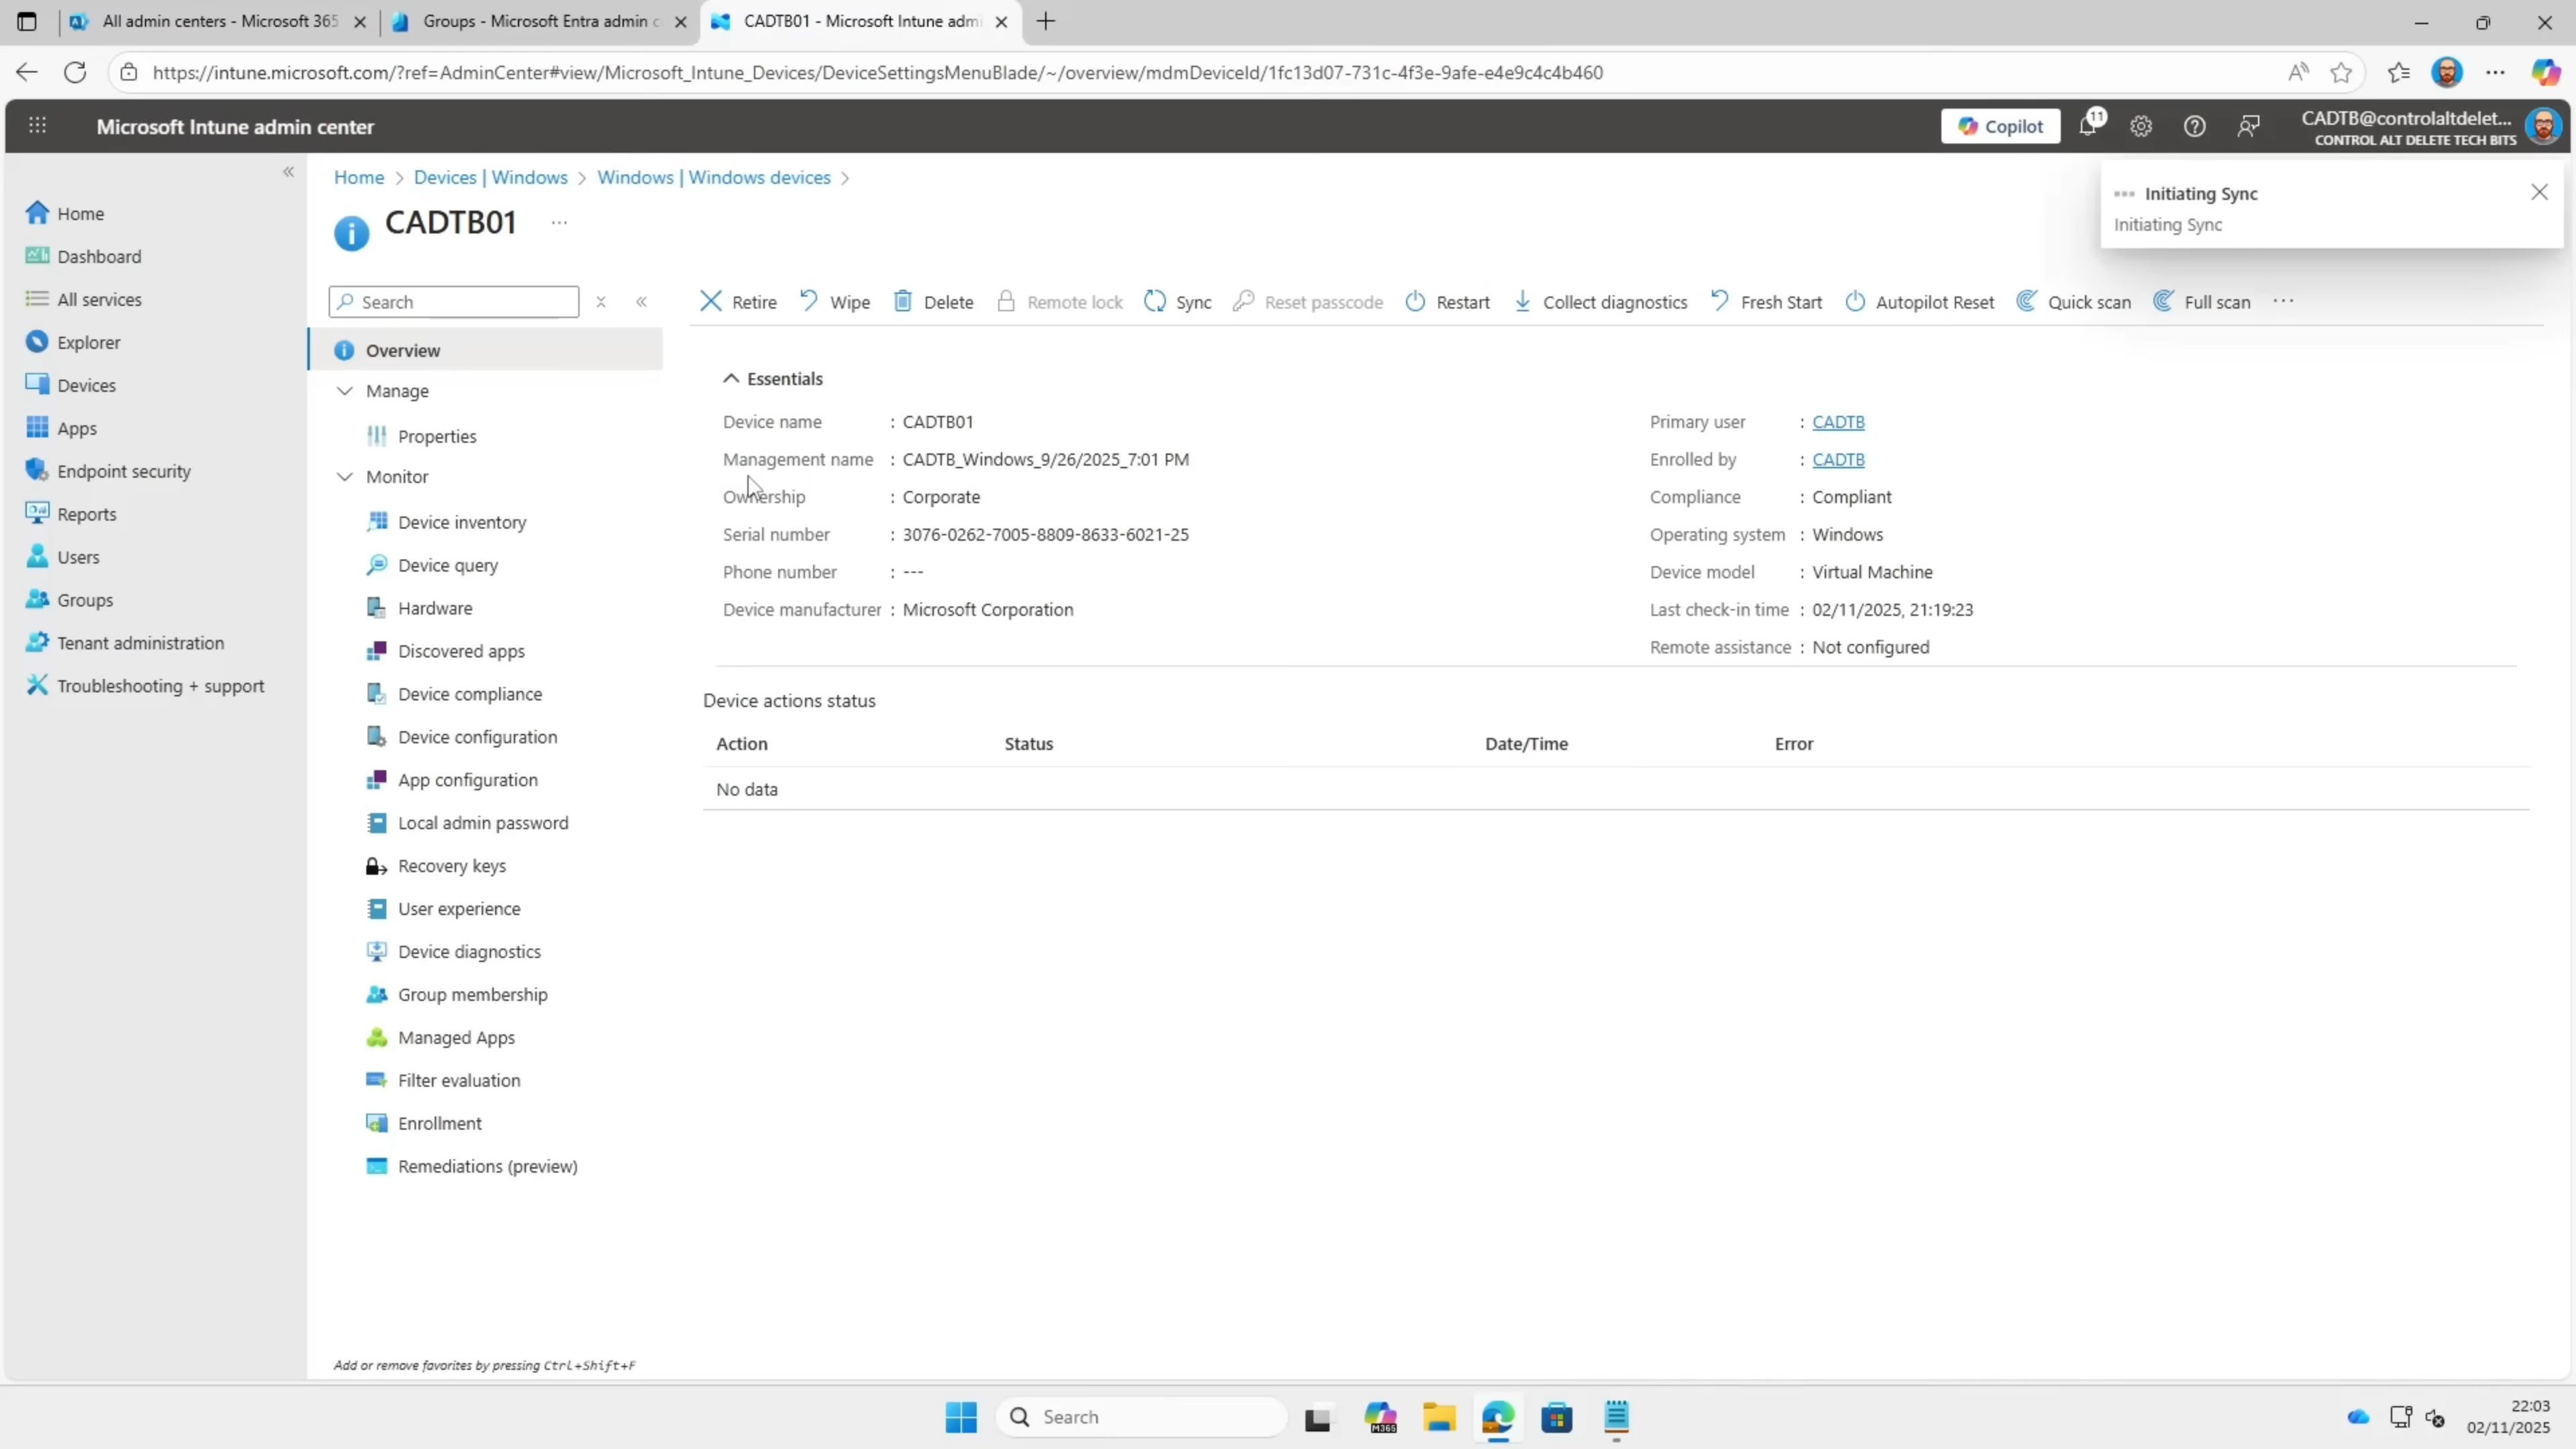 All admin centers - Microsoft 365
Groups - Microsoft Entra admin c
CADTB01 - Microsoft Intune admi
https://intune.microsoft.com/?ref=AdminCenter#view/Microsoft_Intune_Devices/DeviceSettingsMenuBlade/~/overview/mdmDeviceId/1fc13d07-731c-4f3e-9afe-e4e9c4c4b460
Microsoft Intune admin center
Copilot
11
CADTB@controlaltdelet...
CONTROL ALT DELETE TECH BITS
Home > Devices | Windows > Windows | Windows devices >
CADTB01
...
Initiating Sync
Initiating Sync
Home
Dashboard
All services
Explorer
Devices
Apps
Endpoint security
Reports
Users
Groups
Tenant administration
Troubleshooting + support
Search
Overview
Manage
Properties
Monitor
Device inventory
Device query
Hardware
Discovered apps
Device compliance
Device configuration
App configuration
Local admin password
Recovery keys
User experience
Device diagnostics
Group membership
Managed Apps
Filter evaluation
Enrollment
Remediations (preview)
Add or remove favorites by pressing Ctrl+Shift+F
Retire Wipe Delete Remote lock Sync Reset passcode Restart Collect diagnostics Fresh Start Autopilot Reset Quick scan Full scan ...
Essentials
Device name : CADTB01
Management name : CADTB_Windows_9/26/2025_7:01 PM
Ownership : Corporate
Serial number : 3076-0262-7005-8809-8633-6021-25
Phone number : ---
Device manufacturer : Microsoft Corporation
Primary user : CADTB
Enrolled by : CADTB
Compliance : Compliant
Operating system : Windows
Device model : Virtual Machine
Last check-in time : 02/11/2025, 21:19:23
Remote assistance : Not configured
Device actions status
Action Status Date/Time Error
No data
Search
M365
22:03
02/11/2025